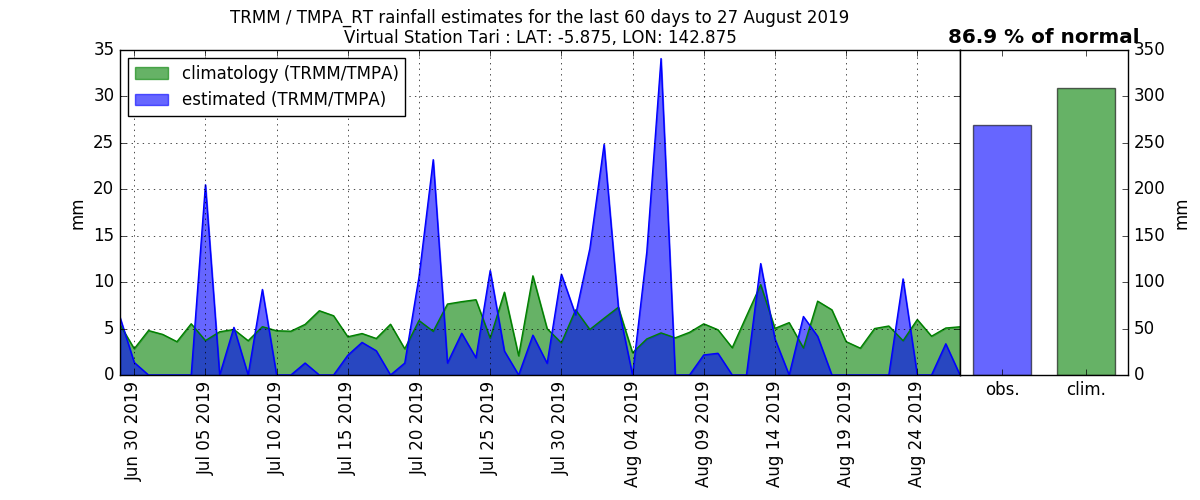 TRMM / TMPA_RT rainfall estimates for the last 60 days to 27 August 2019
Virtual Station Tari : LAT: -5.875, LON: 142.875
86.9 % of normal
climatology (TRMM/TMPA)
estimated (TRMM/TMPA)
35
30
25
20
15
10
5
0
mm
Jun 30 2019
Jul 05 2019
Jul 10 2019
Jul 15 2019
Jul 20 2019
Jul 25 2019
Jul 30 2019
Aug 04 2019
Aug 09 2019
Aug 14 2019
Aug 19 2019
Aug 24 2019
obs.
clim.
350
300
250
200
150
100
50
0
mm